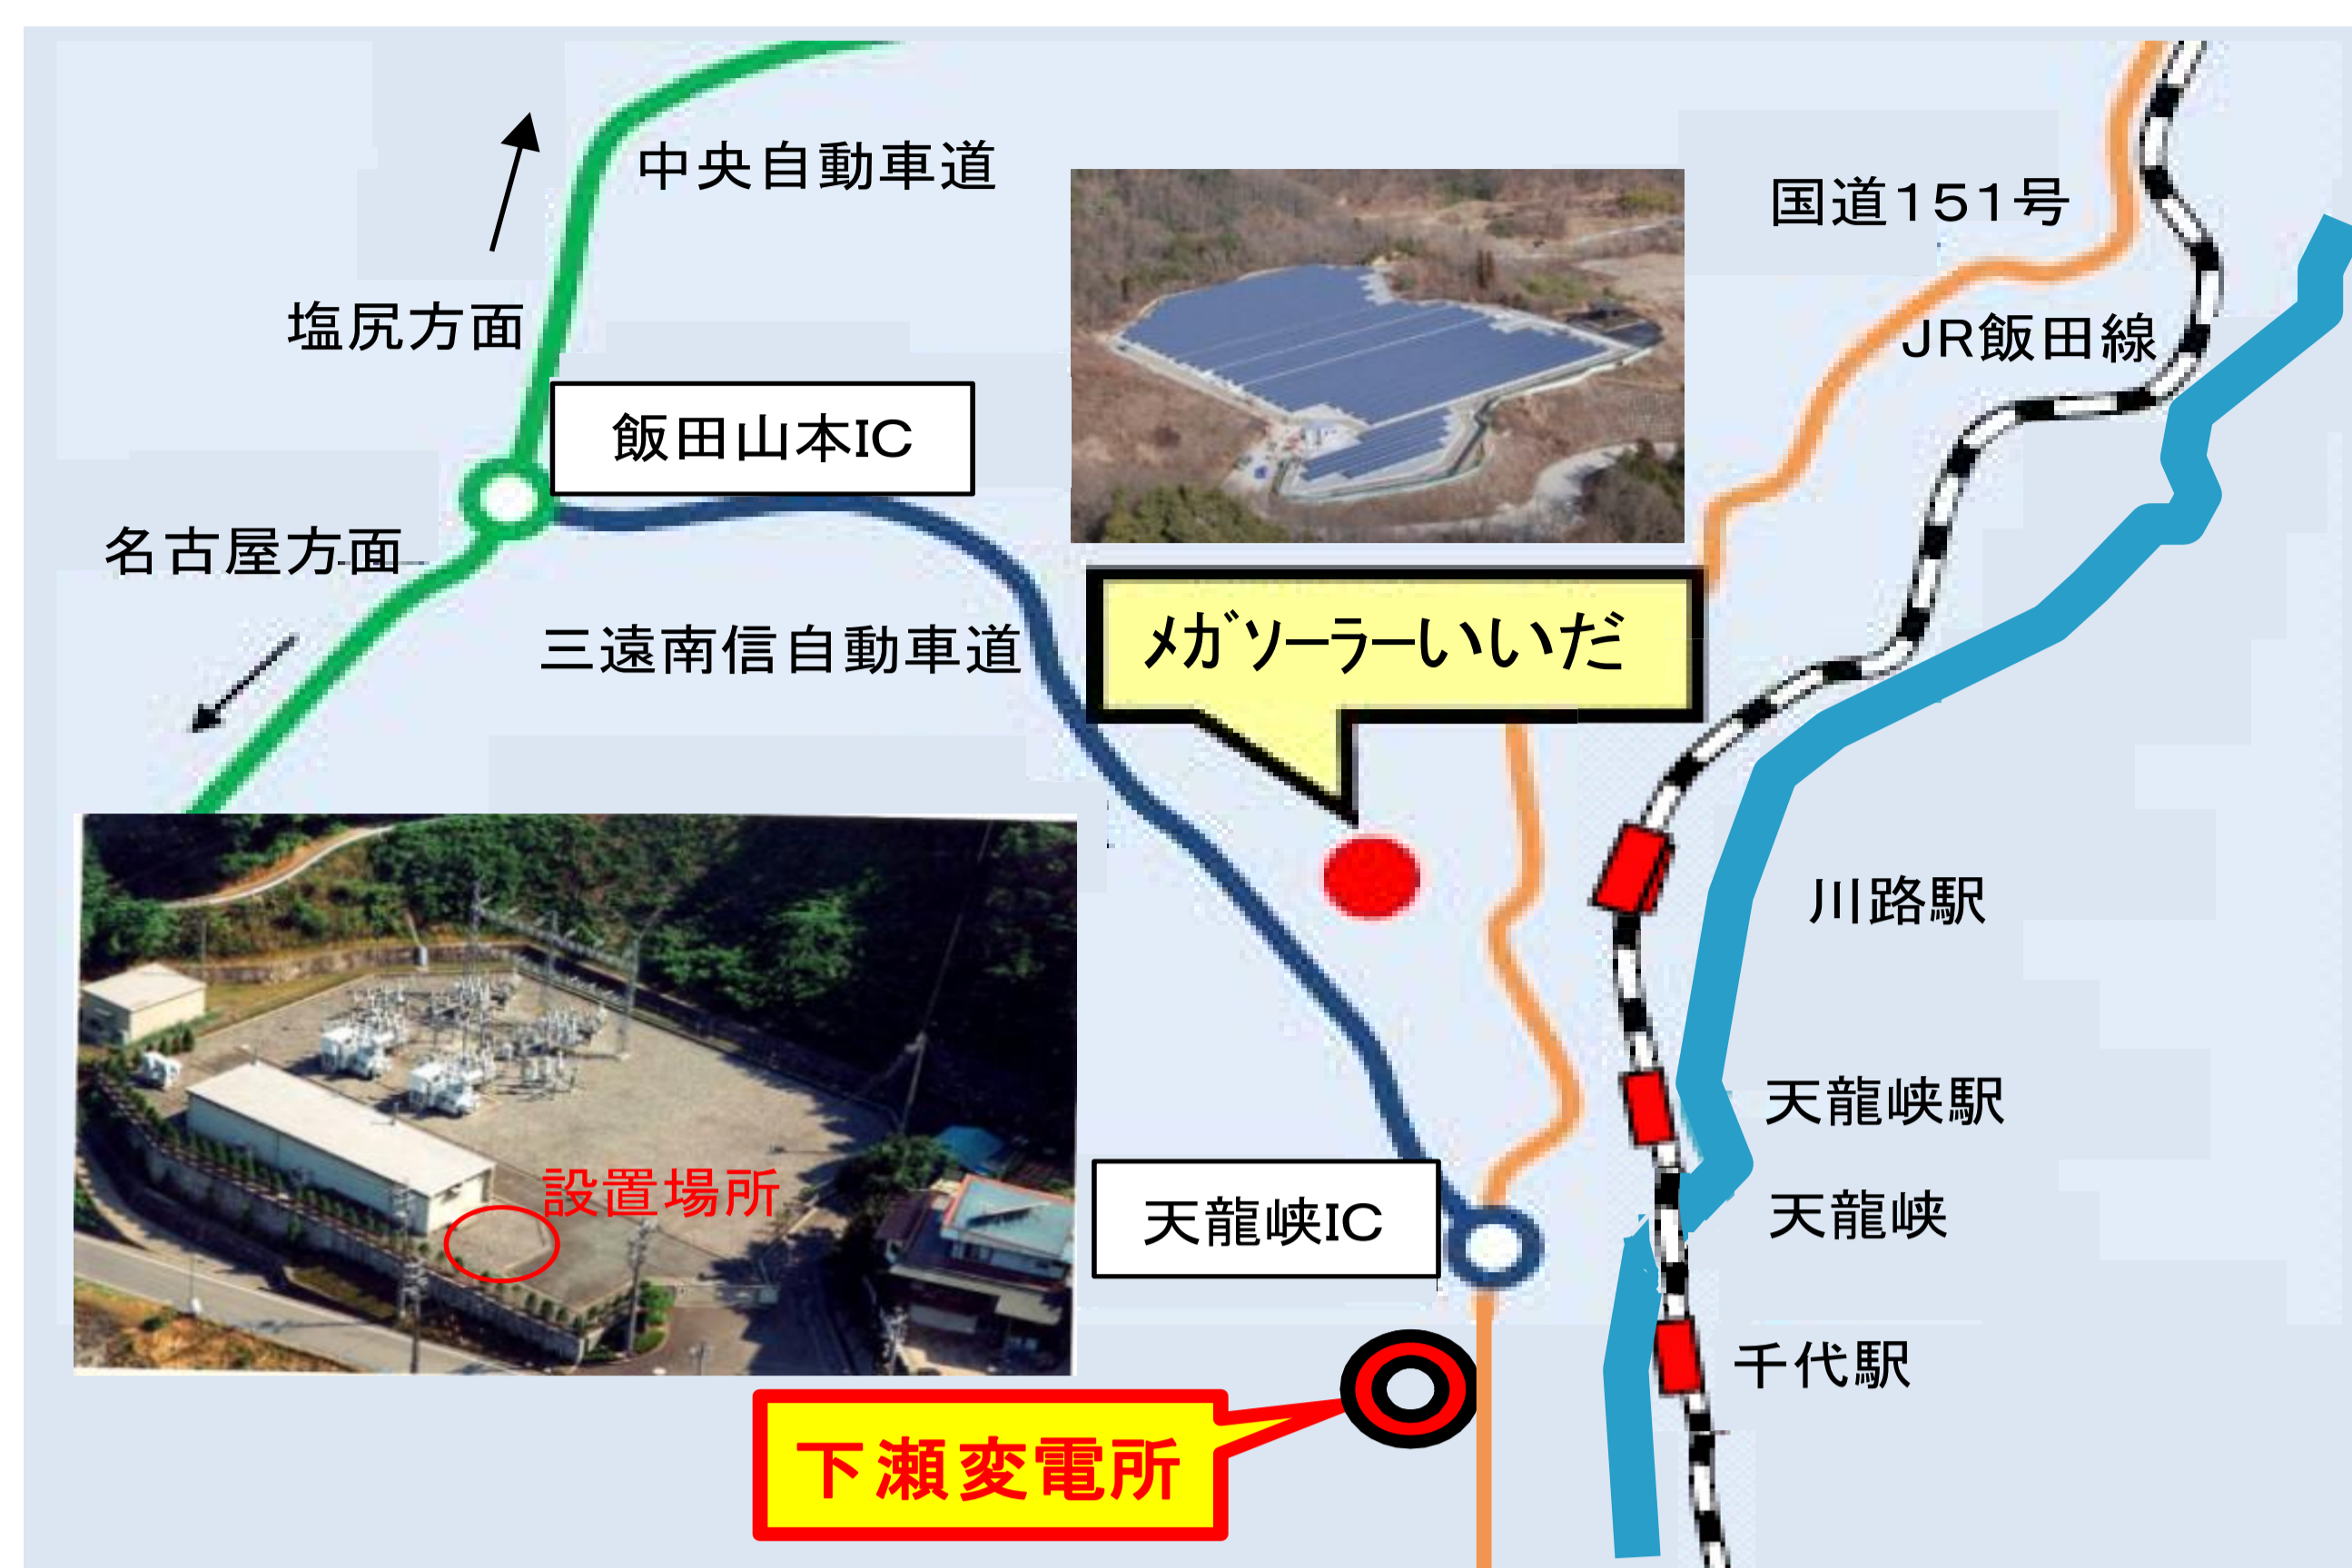 中央自動車道
国道151号
塩尻方面
JR飯田線
飯田山本IC
名古屋方面
三遠南信自動車道
ﾒｶﾞｿｰﾗｰいいだ
川路駅
天龍峡駅
設置場所
天龍峡IC
天龍峡
千代駅
下瀬変電所